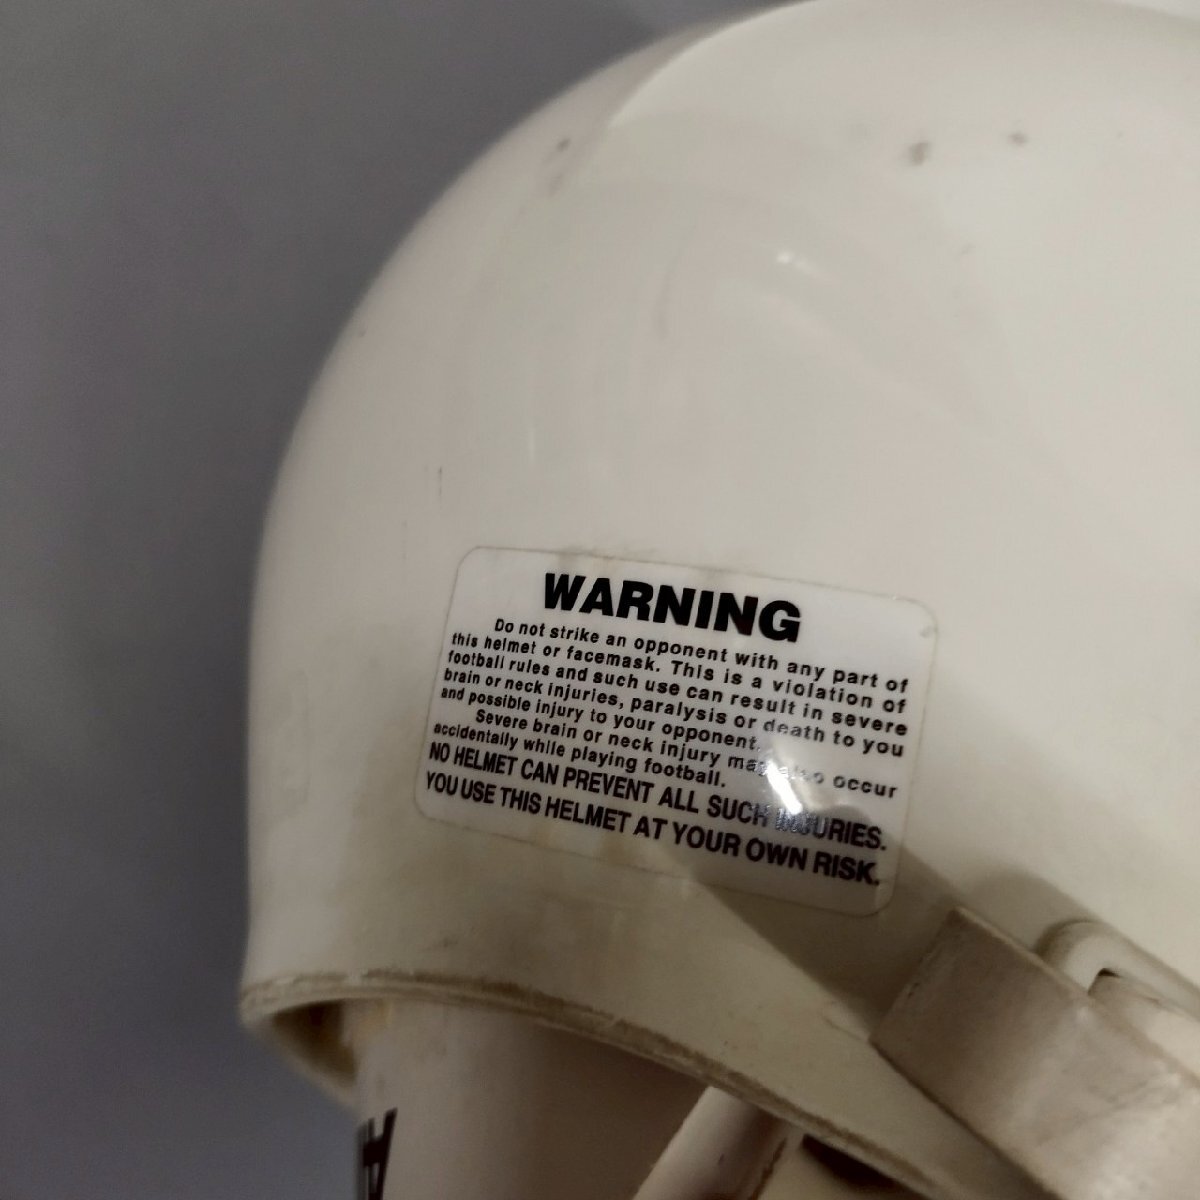 WARNING
Do not strike an opponent with any part of
this helmet or facemask. This is a violation of
football rules and such use can result in severe
brain or neck injuries, paralysis or death to you
and possible injury to your opponent.
Severe brain or neck injury may also occur
accidentally while playing football.
NO HELMET CAN PREVENT ALL SUCH INJURIES.
YOU USE THIS HELMET AT YOUR OWN RISK.